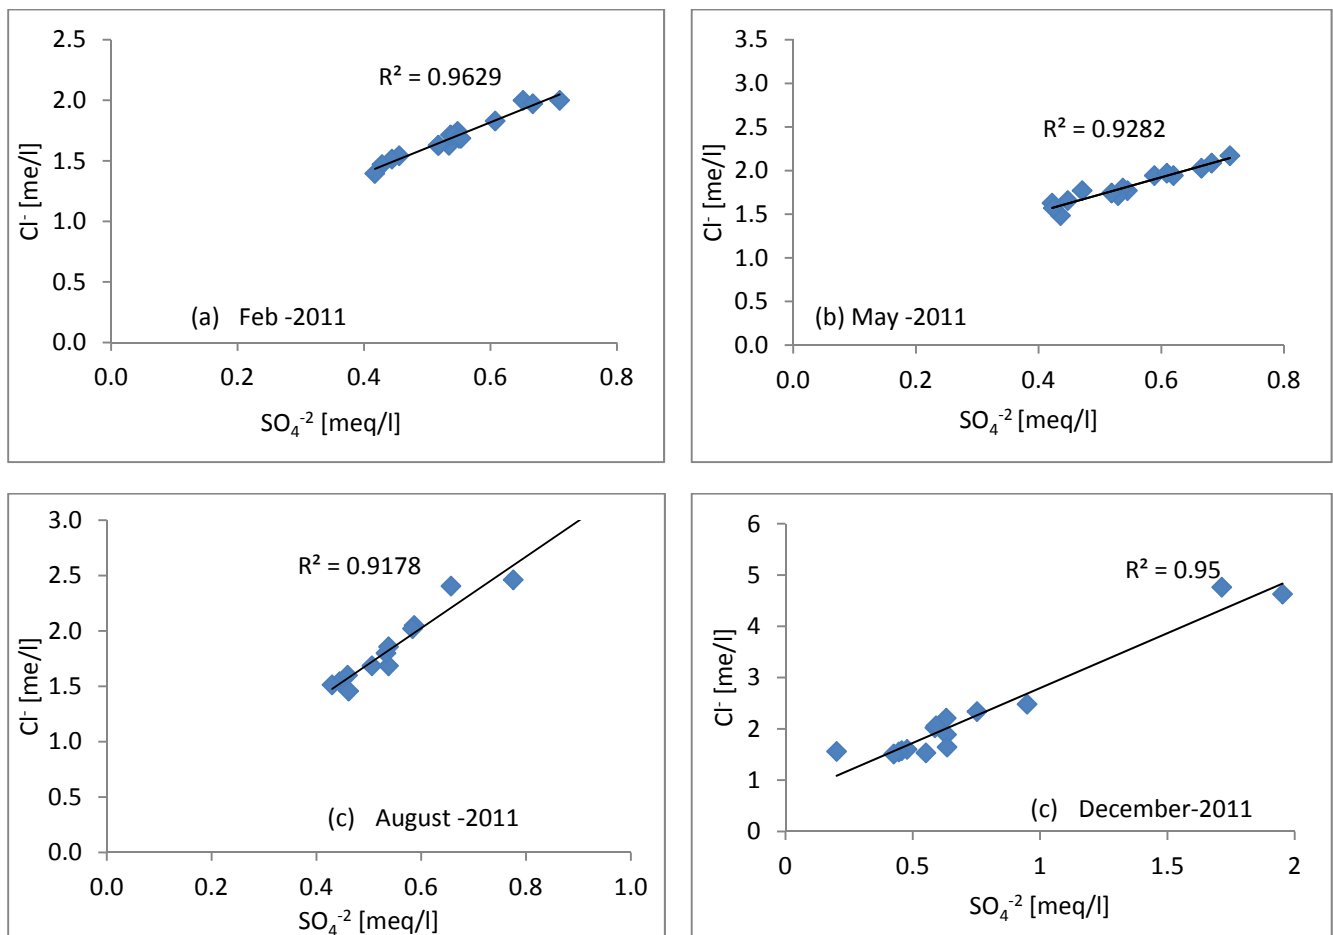 2.5
2.0
1.5
1.0
0.5
0.0
Cl⁻ [me/l]
R² = 0.9629
(a) Feb -2011
0.0 0.2 0.4 0.6 0.8
SO₄⁻² [meq/l]
3.5
3.0
2.5
2.0
1.5
1.0
0.5
0.0
Cl⁻ [me/l]
R² = 0.9282
(b) May -2011
0.0 0.2 0.4 0.6 0.8
SO₄⁻² [meq/l]
3.0
2.5
2.0
1.5
1.0
0.5
0.0
Cl⁻ [me/l]
R² = 0.9178
(c) August -2011
0.0 0.2 0.4 0.6 0.8 1.0
SO₄⁻² [meq/l]
6
5
4
3
2
1
0
Cl⁻ [me/l]
R² = 0.95
(c) December-2011
0 0.5 1 1.5 2
SO₄⁻² [meq/l]